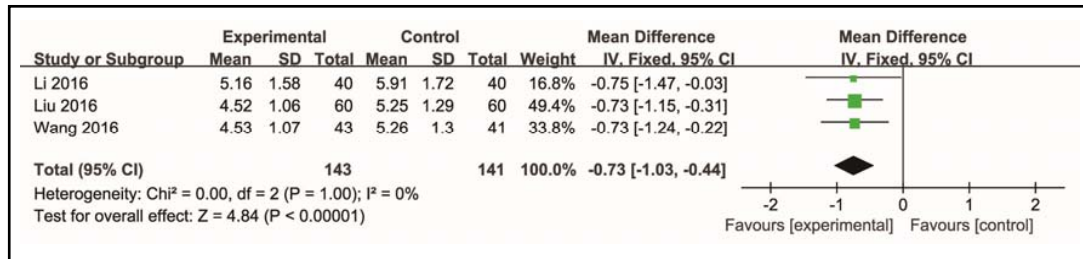 Experimental Control Mean Difference Mean Difference
Study or Subgroup Mean SD Total Mean SD Total Weight IV. Fixed. 95% CI IV. Fixed. 95% CI
Li 2016 5.16 1.58 40 5.91 1.72 40 16.8% -0.75 [-1.47, -0.03]
Liu 2016 4.52 1.06 60 5.25 1.29 60 49.4% -0.73 [-1.15, -0.31]
Wang 2016 4.53 1.07 43 5.26 1.3 41 33.8% -0.73 [-1.24, -0.22]
Total (95% CI) 143 141 100.0% -0.73 [-1.03, -0.44]
Heterogeneity: Chi² = 0.00, df = 2 (P = 1.00); I² = 0%
Test for overall effect: Z = 4.84 (P < 0.00001)
-2 -1 0 1 2
Favours [experimental] Favours [control]